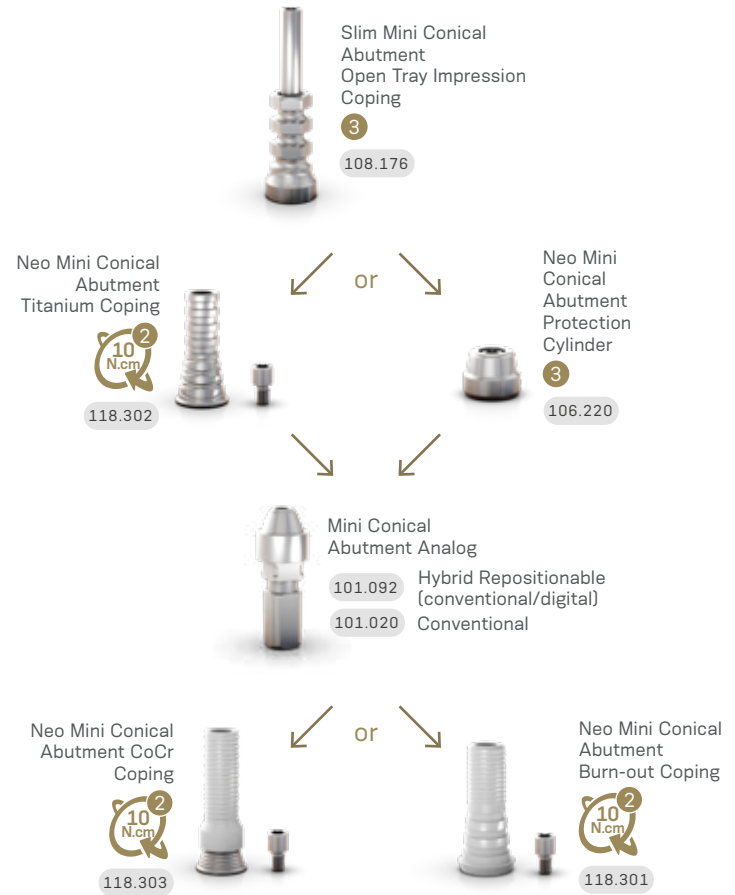 Slim Mini Conical
Abutment
Open Tray Impression
Coping
3
108.176
Neo Mini Conical
Abutment
Titanium Coping
2
10
N.cm
118.302
or
Neo Mini
Conical
Abutment
Protection
Cylinder
3
106.220
Mini Conical
Abutment Analog
101.092 Hybrid Repositionable
(conventional/digital)
101.020 Conventional
Neo Mini Conical
Abutment CoCr
Coping
2
10
N.cm
118.303
or
Neo Mini Conical
Abutment
Burn-out Coping
2
10
N.cm
118.301